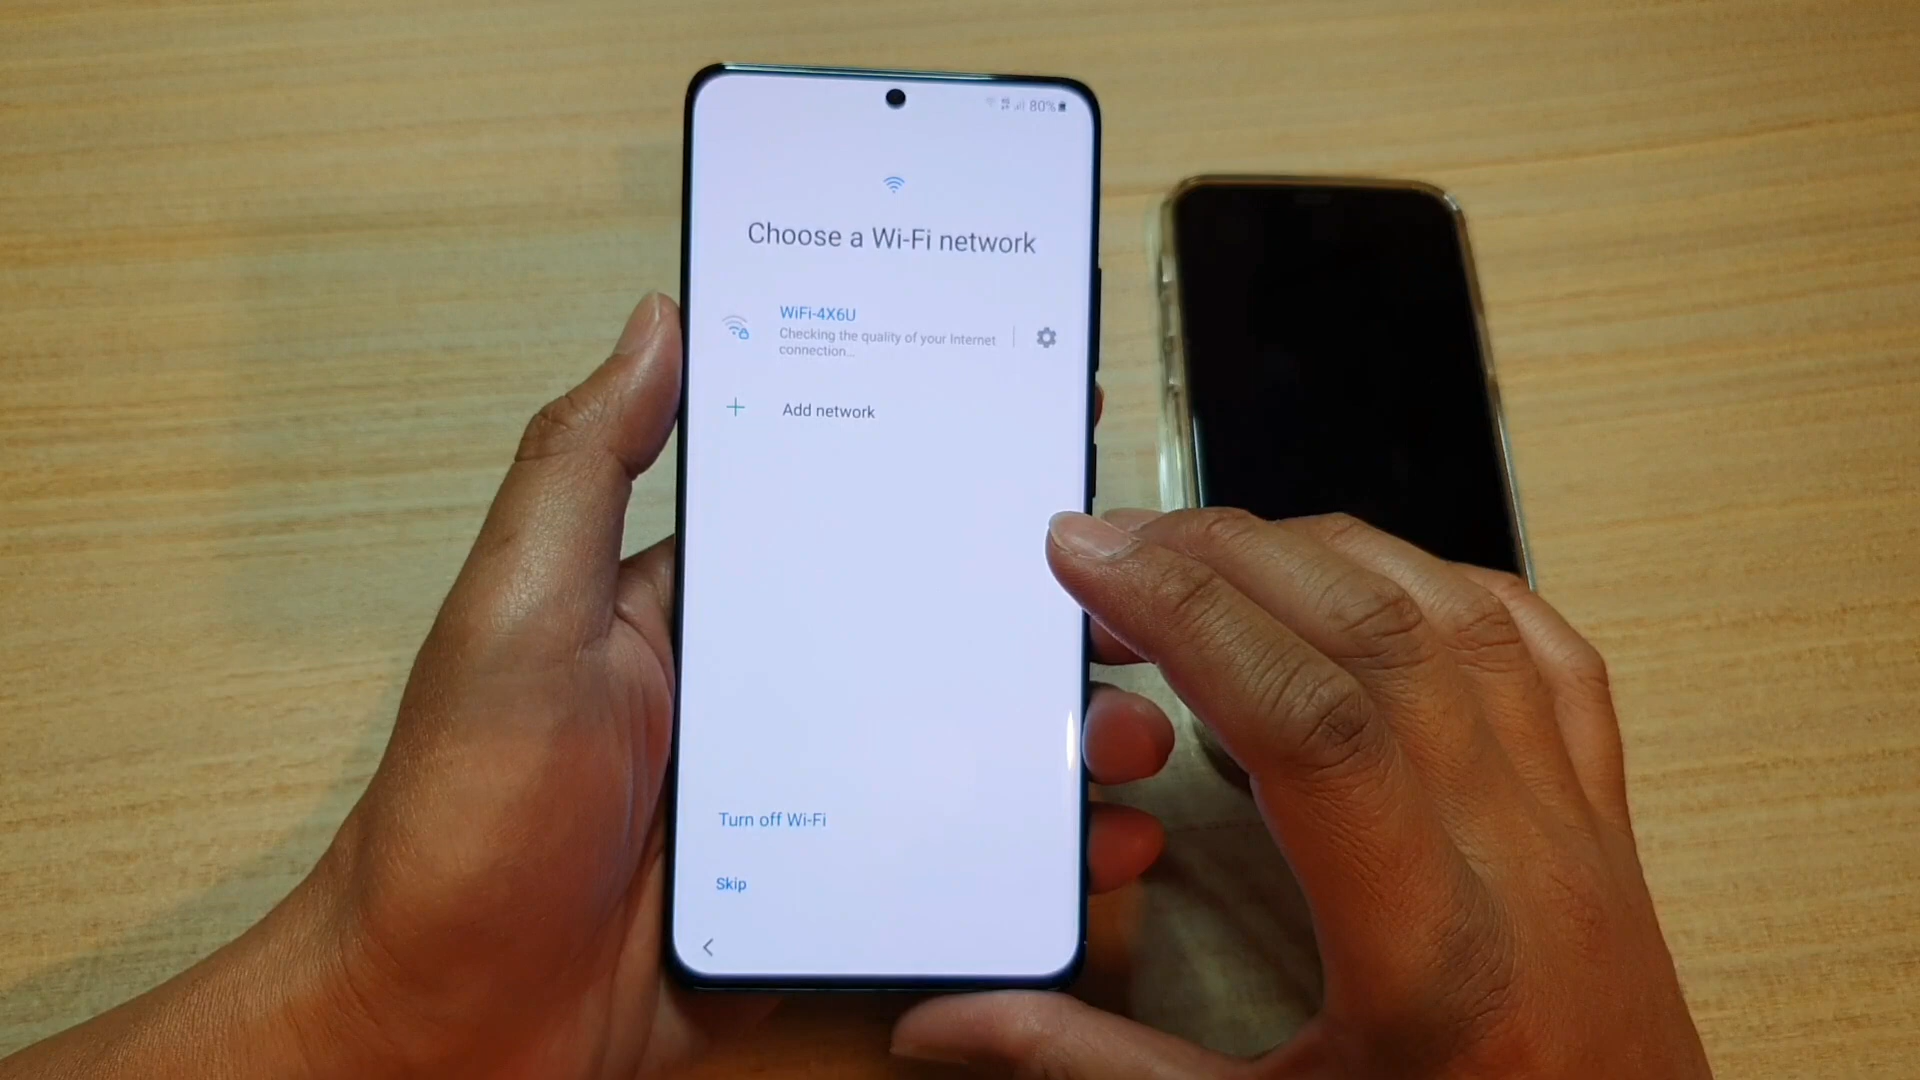 80%
Choose a Wi-Fi network
WiFi-4X6U
Checking the quality of your Internet
connection...
Add network
Turn off Wi-Fi
Skip